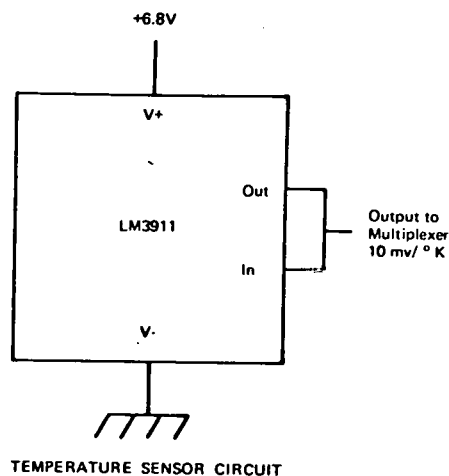 +6.8V
V+
Out
LM3911
Output to
Multiplexer
10 mv/ ° K
In
V-
TEMPERATURE SENSOR CIRCUIT